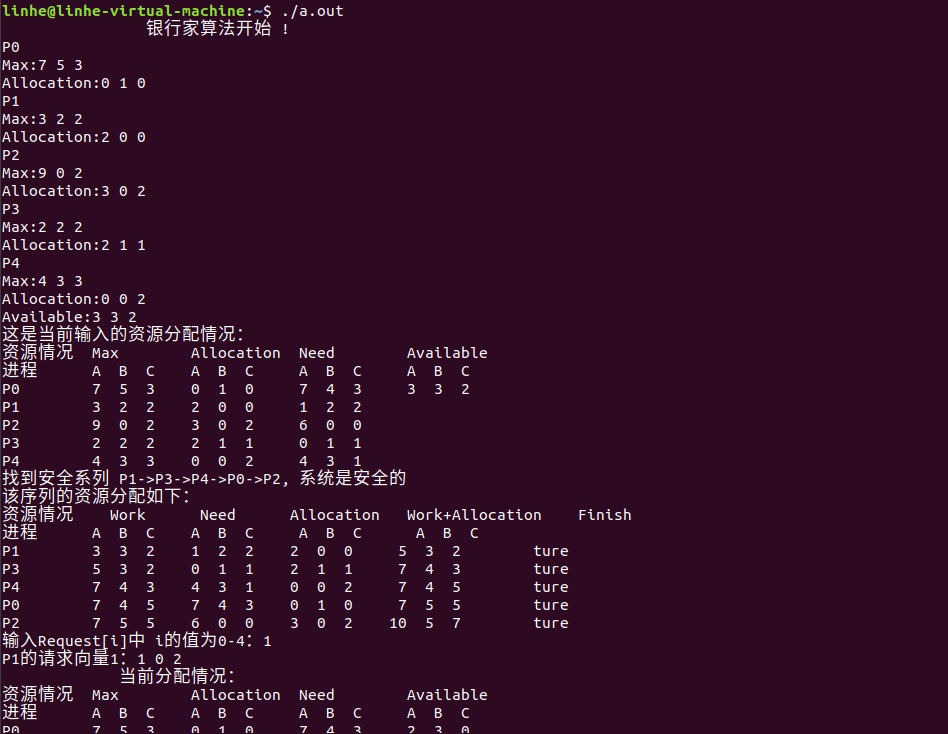 linhe@linhe-virtual-machine:~$ ./a.out
银行家算法开始 !
P0
Max:7 5 3
Allocation:0 1 0
P1
Max:3 2 2
Allocation:2 0 0
P2
Max:9 0 2
Allocation:3 0 2
P3
Max:2 2 2
Allocation:2 1 1
P4
Max:4 3 3
Allocation:0 0 2
Available:3 3 2
这是当前输入的资源分配情况:
资源情况  Max        Allocation  Need        Available
进程      A  B  C    A  B  C     A  B  C     A  B  C
P0        7  5  3    0  1  0     7  4  3     3  3  2
P1        3  2  2    2  0  0     1  2  2
P2        9  0  2    3  0  2     6  0  0
P3        2  2  2    2  1  1     0  1  1
P4        4  3  3    0  0  2     4  3  1
找到安全系列 P1->P3->P4->P0->P2, 系统是安全的
该序列的资源分配如下:
资源情况    Work      Need      Allocation   Work+Allocation    Finish
进程      A  B  C    A  B  C     A  B  C      A  B  C
P1        3  3  2    1  2  2    2  0  0     5  3  2        ture
P3        5  3  2    0  1  1    2  1  1     7  4  3        ture
P4        7  4  3    4  3  1    0  0  2     7  4  5        ture
P0        7  4  5    7  4  3    0  1  0     7  5  5        ture
P2        7  5  5    6  0  0    3  0  2    10  5  7        ture
输入Request[i]中 i的值为0-4: 1
P1的请求向量1: 1 0 2
当前分配情况:
资源情况  Max        Allocation  Need        Available
进程      A  B  C    A  B  C     A  B  C     A  B  C
P0        7  5  3    0  1  0     7  4  3     2  3  0